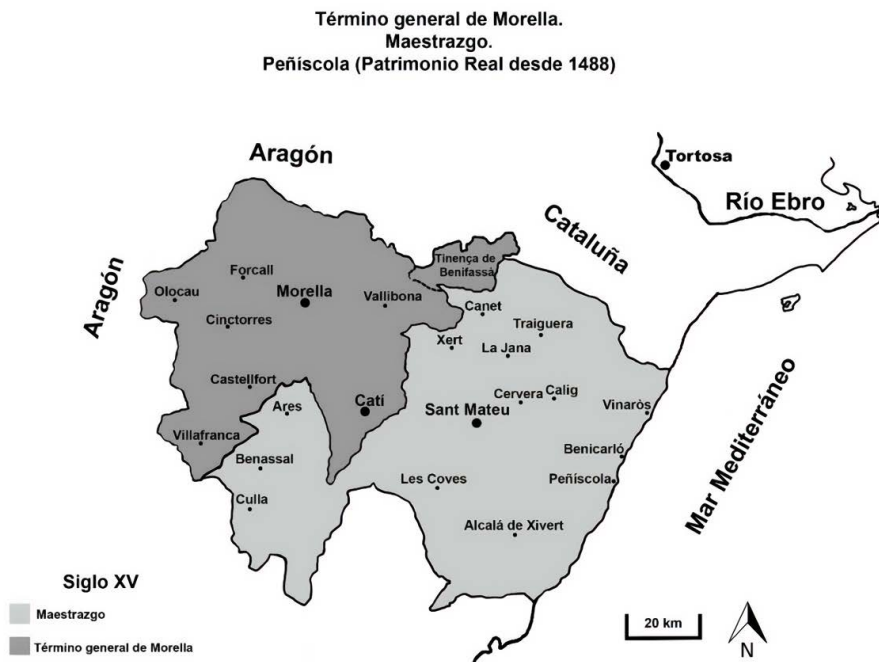 Término general de Morella.
Maestrazgo.
Peñíscola (Patrimonio Real desde 1488)
Aragón
Tortosa
Río Ebro
Cataluña
Aragón
Tinença de
Benifassà
Forcall
Olocau
Morella
Vallibona
Canet
Cinctorres
Traiguera
Xert
La Jana
Castellfort
Ares
Catí
Cervera
Calig
Sant Mateu
Vinaròs
Villafranca
Benassal
Benicarló
Les Coves
Peñíscola
Culla
Alcalá de Xivert
Mar Mediterráneo
Siglo XV
Maestrazgo
Término general de Morella
20 km
N